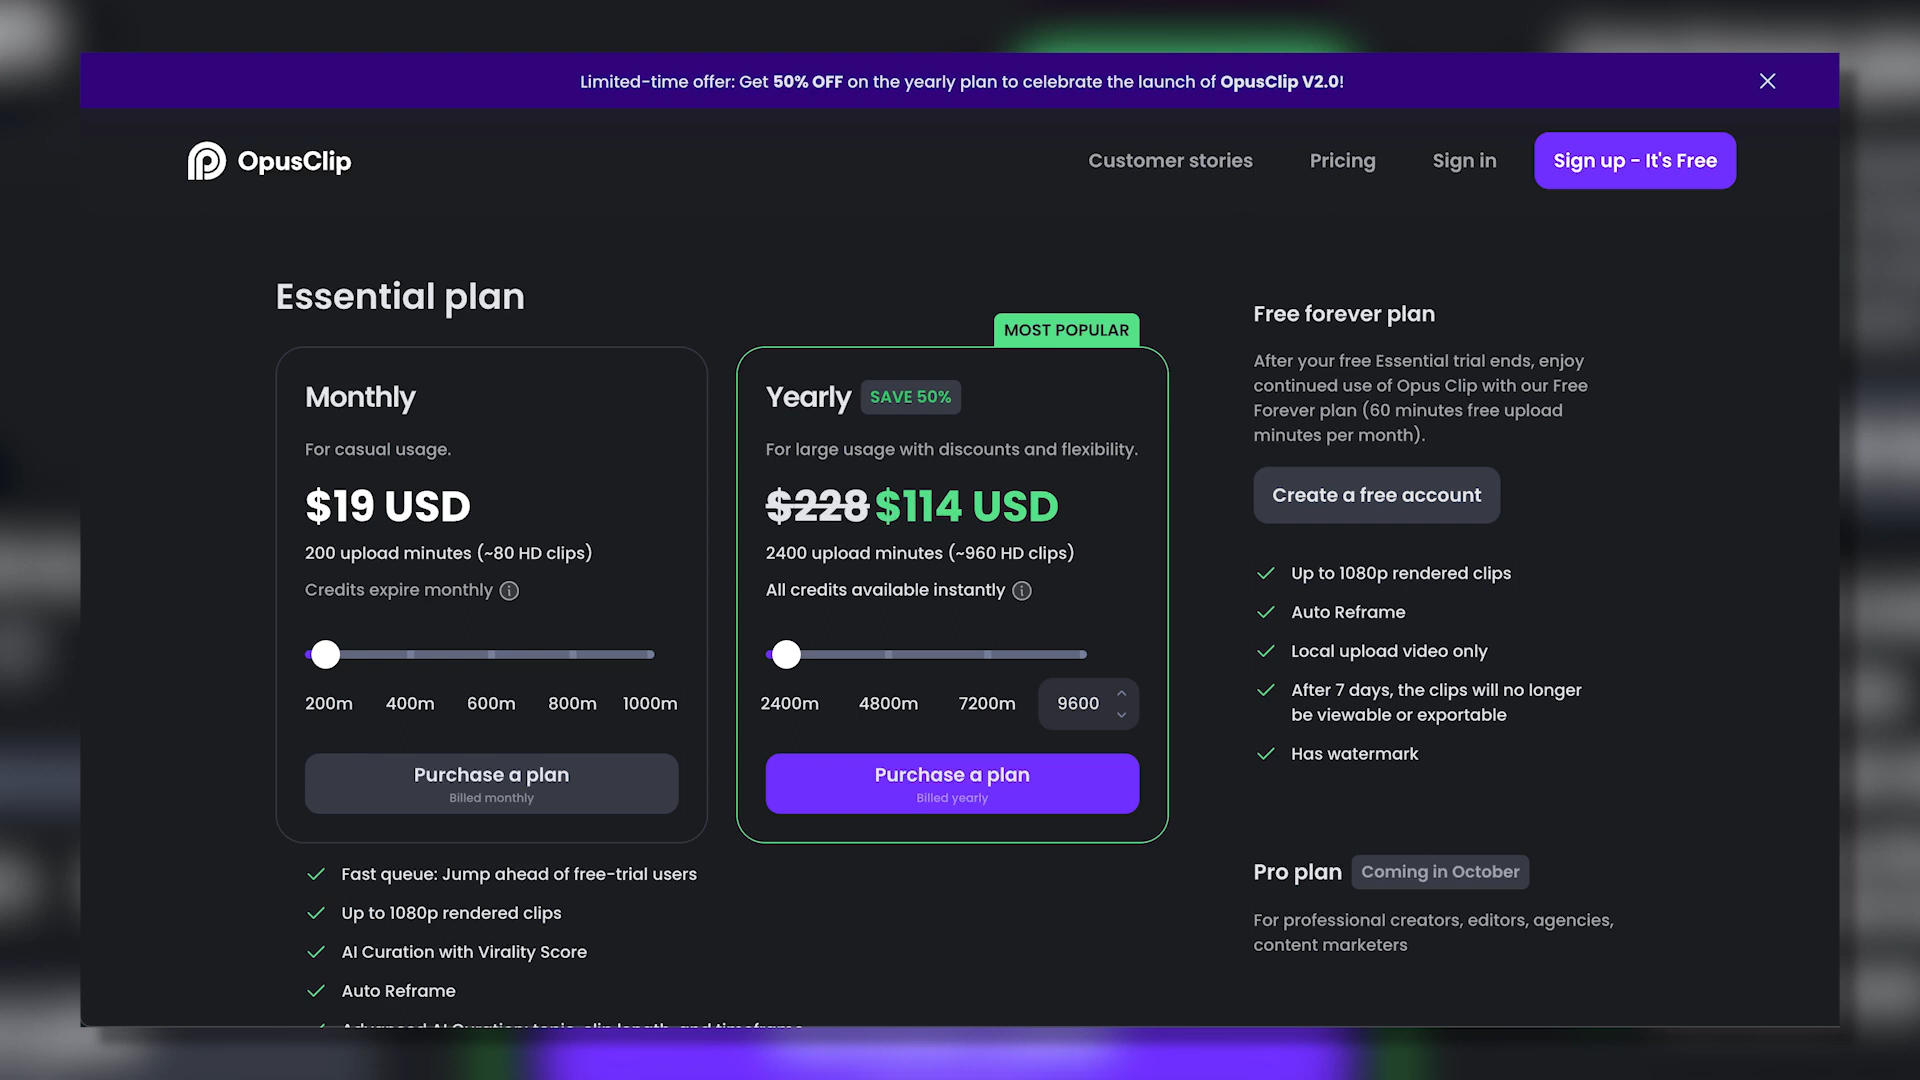 Limited-time offer: Get 50% OFF on the yearly plan to celebrate the launch of OpusClip V2.0!
OpusClip
Customer stories
Pricing
Sign in
Sign up - It's Free
Essential plan
MOST POPULAR
Monthly
For casual usage.
$19 USD
200 upload minutes (~80 HD clips)
Credits expire monthly
200m 400m 600m 800m 1000m
Purchase a plan
Billed monthly
Yearly SAVE 50%
For large usage with discounts and flexibility.
$228 $114 USD
2400 upload minutes (~960 HD clips)
All credits available instantly
2400m 4800m 7200m 9600
Purchase a plan
Billed yearly
Fast queue: Jump ahead of free-trial users
Up to 1080p rendered clips
AI Curation with Virality Score
Auto Reframe
Advanced AI Curation: topic, clip length, and timeframe
Free forever plan
After your free Essential trial ends, enjoy
continued use of Opus Clip with our Free
Forever plan (60 minutes free upload
minutes per month).
Create a free account
Up to 1080p rendered clips
Auto Reframe
Local upload video only
After 7 days, the clips will no longer
be viewable or exportable
Has watermark
Pro plan Coming in October
For professional creators, editors, agencies,
content marketers